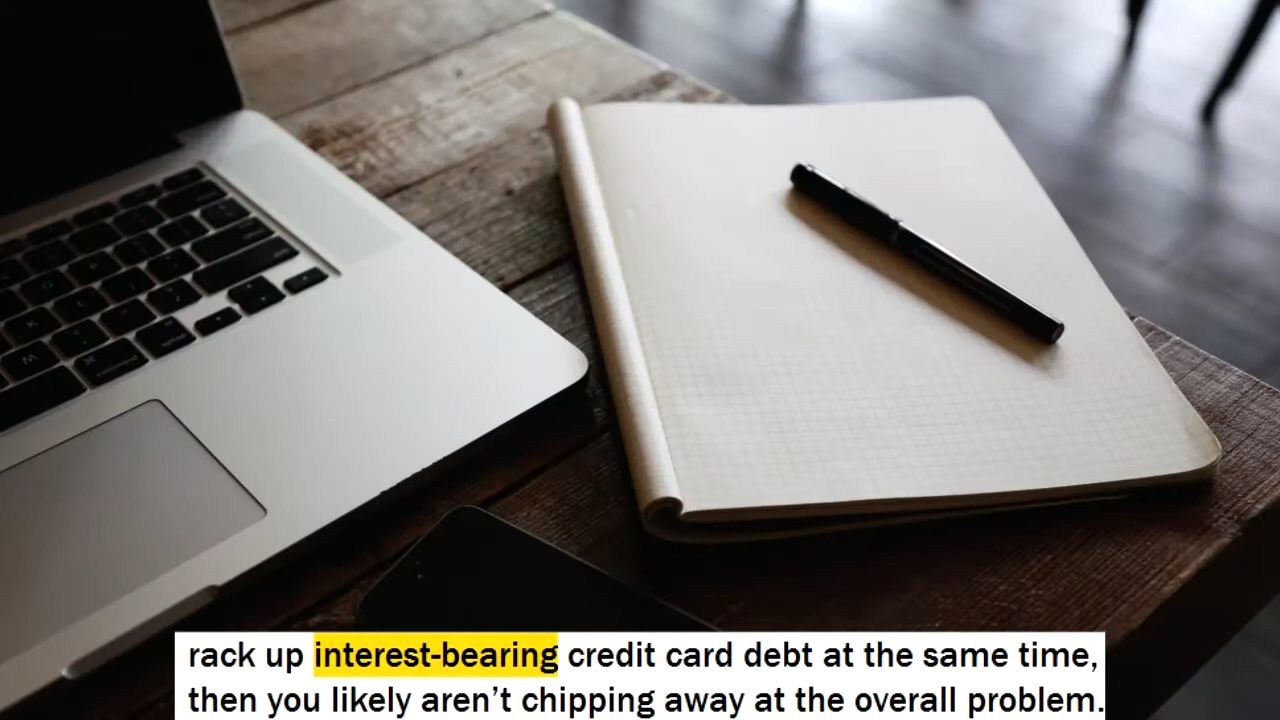 rack up interest-bearing credit card debt at the same time,
then you likely aren’t chipping away at the overall problem.